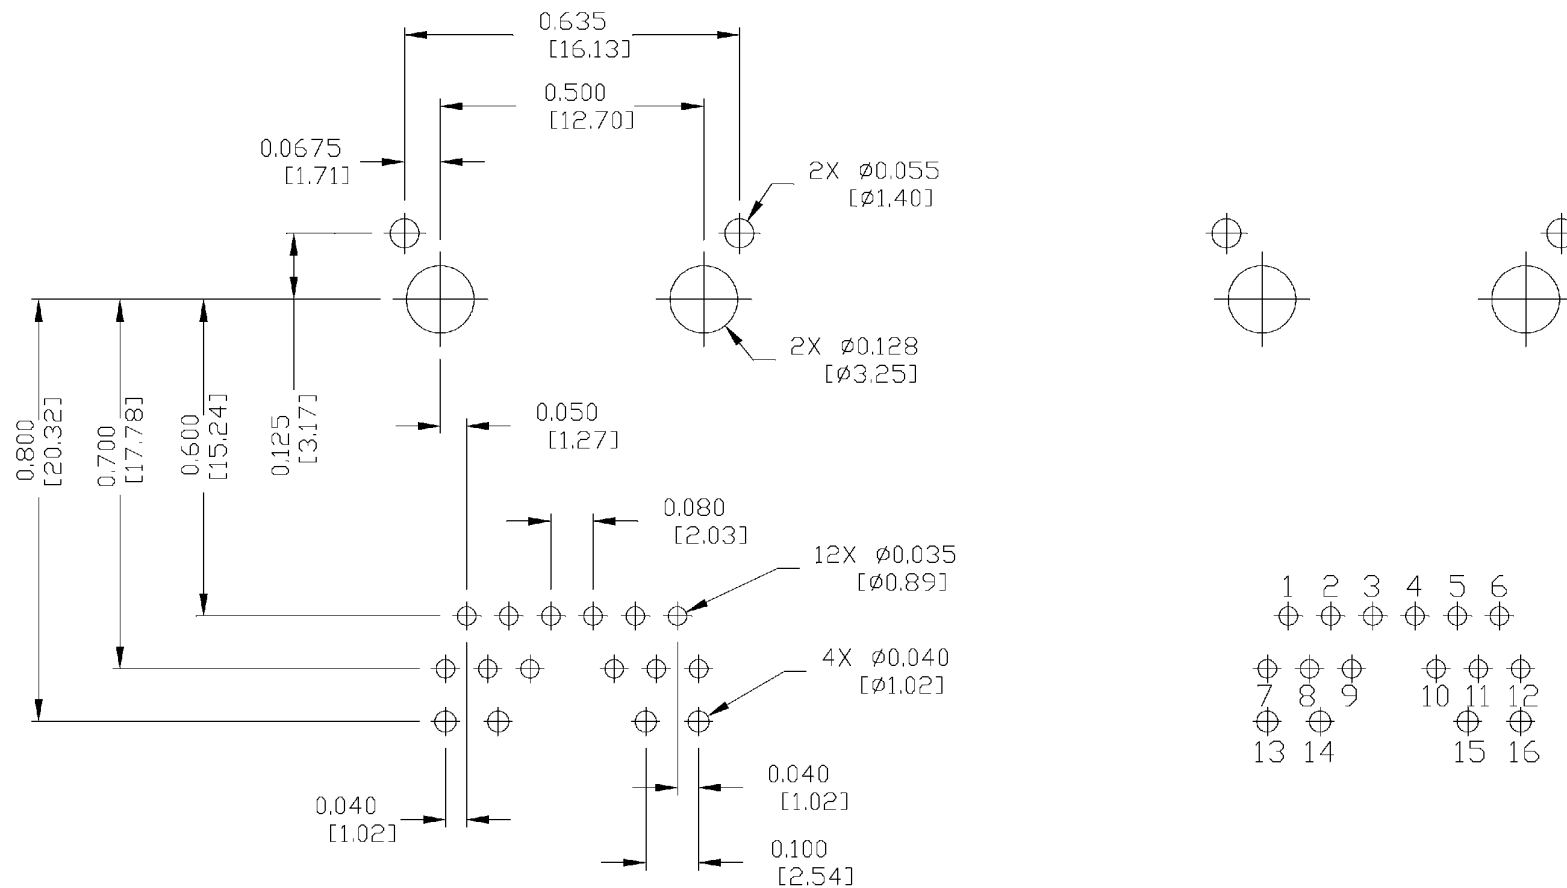 0.635
[16.13]
0.500
[12.70]
0.0675
[1.71]
2X ø0.055
[ø1.40]
2X ø0.128
[ø3.25]
0.800
[20.32]
0.700
[17.78]
0.600
[15.24]
0.125
[3.17]
0.050
[1.27]
0.080
[2.03]
12X ø0.035
[ø0.89]
4X ø0.040
[ø1.02]
0.040
[1.02]
0.040
[1.02]
0.100
[2.54]
1 2 3 4 5 6
7 8 9 10 11 12
13 14 15 16